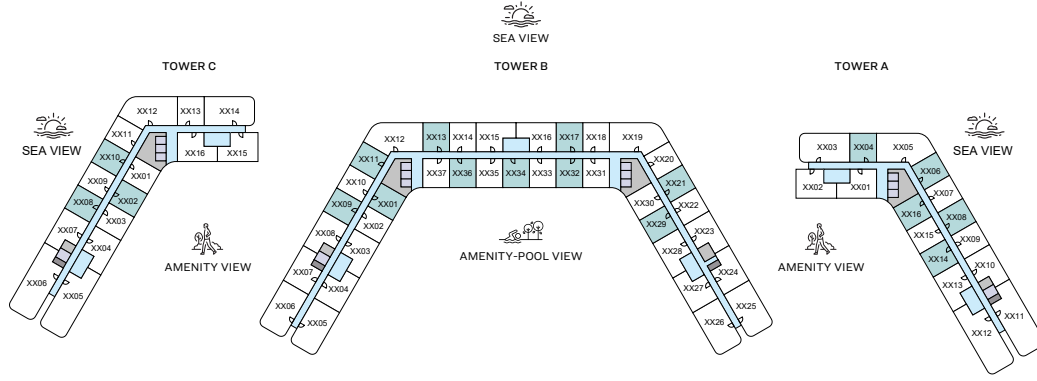 SEA VIEW
TOWER C
TOWER B
TOWER A
SEA VIEW
SEA VIEW
AMENITY VIEW
AMENITY-POOL VIEW
AMENITY VIEW
XX12
XX13
XX14
XX11
XX10
XX16
XX15
XX01
XX09
XX08
XX02
XX03
XX07
XX04
XX06
XX05
XX12
XX13
XX14
XX15
XX16
XX17
XX18
XX19
XX11
XX37
XX36
XX35
XX34
XX33
XX32
XX31
XX20
XX10
XX01
XX30
XX21
XX09
XX02
XX29
XX22
XX08
XX03
XX28
XX23
XX07
XX04
XX27
XX24
XX06
XX05
XX26
XX25
XX03
XX04
XX05
XX02
XX01
XX06
XX07
XX16
XX08
XX15
XX09
XX14
XX10
XX13
XX11
XX12